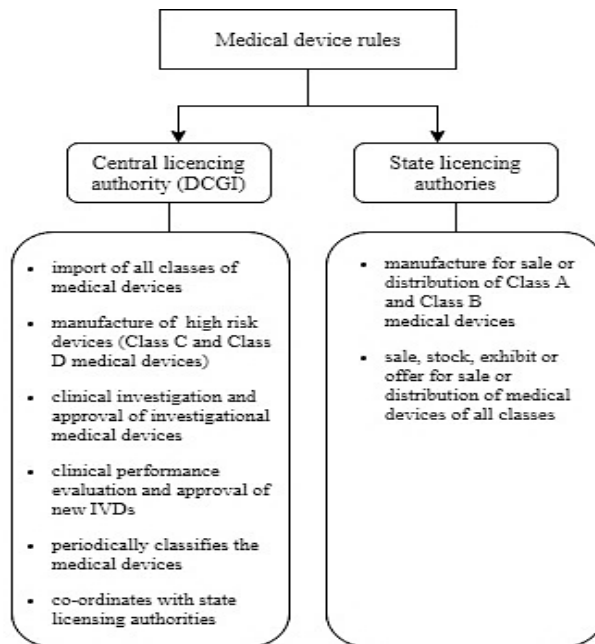 Medical device rules
Central licencing
authority (DCGI)
State licencing
authories
• import of all classes of
medical devices
• manufacture of high risk
devices (Class C and Class
D medical devices)
• clinical investigation and
approval of investigational
medical devices
• clinical performance
evaluation and approval of
new IVDs
• periodically classifies the
medical devices
• co-ordinates with state
licensing authorities
• manufacture for sale or
distribution of Class A
and Class B
medical devices
• sale, stock, exhibit or
offer for sale or
distribution of medical
devices of all classes